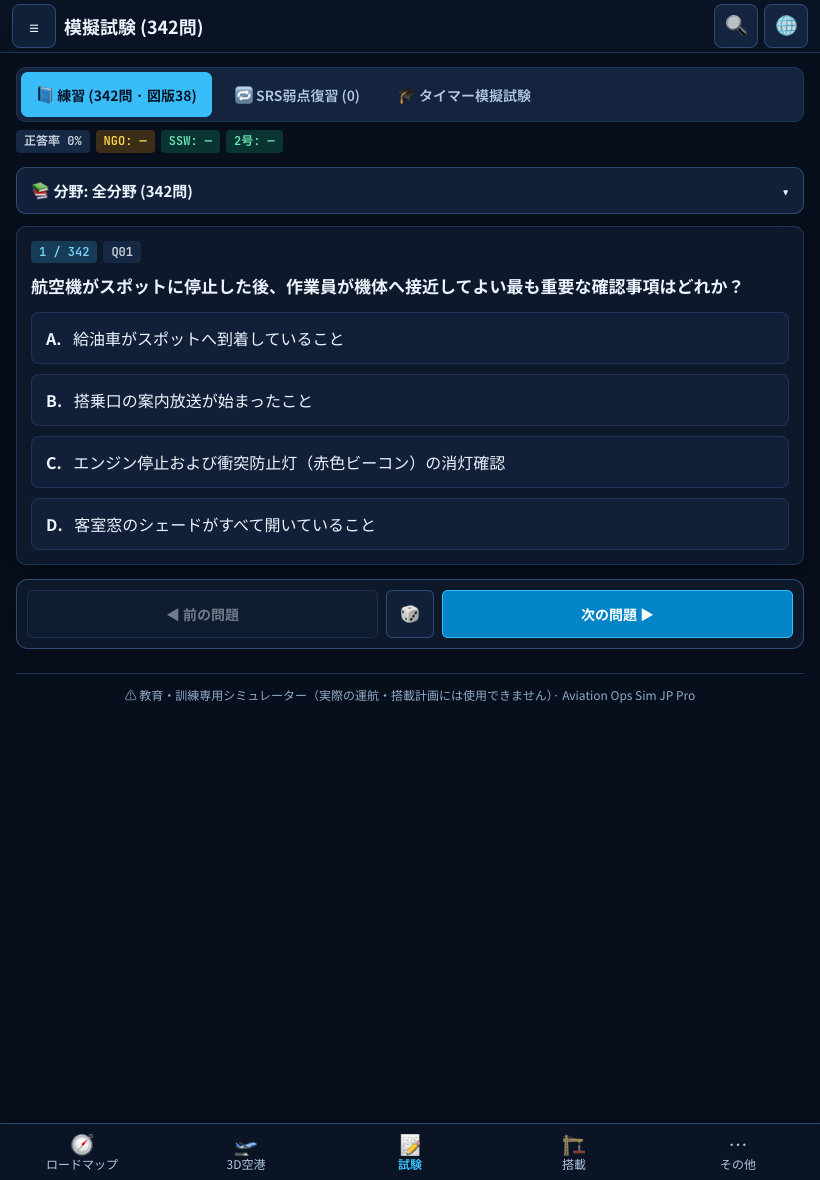 ≡ 模擬試験 (342問)
練習 (342問・図版38) SRS弱点復習 (0) タイマー模擬試験
正答率 0% NGO: — SSW: — 2号: —
分野: 全分野 (342問) ▾
1 / 342 Q01
航空機がスポットに停止した後、作業員が機体へ接近してよい最も重要な確認事項はどれか？
A. 給油車がスポットへ到着していること
B. 搭乗口の案内放送が始まったこと
C. エンジン停止および衝突防止灯（赤色ビーコン）の消灯確認
D. 客室窓のシェードがすべて開いていること
◀ 前の問題 次の問題 ▶
⚠ 教育・訓練専用シミュレーター（実際の運航・搭載計画には使用できません）· Aviation Ops Sim JP Pro
ロードマップ 3D空港 試験 搭載 その他